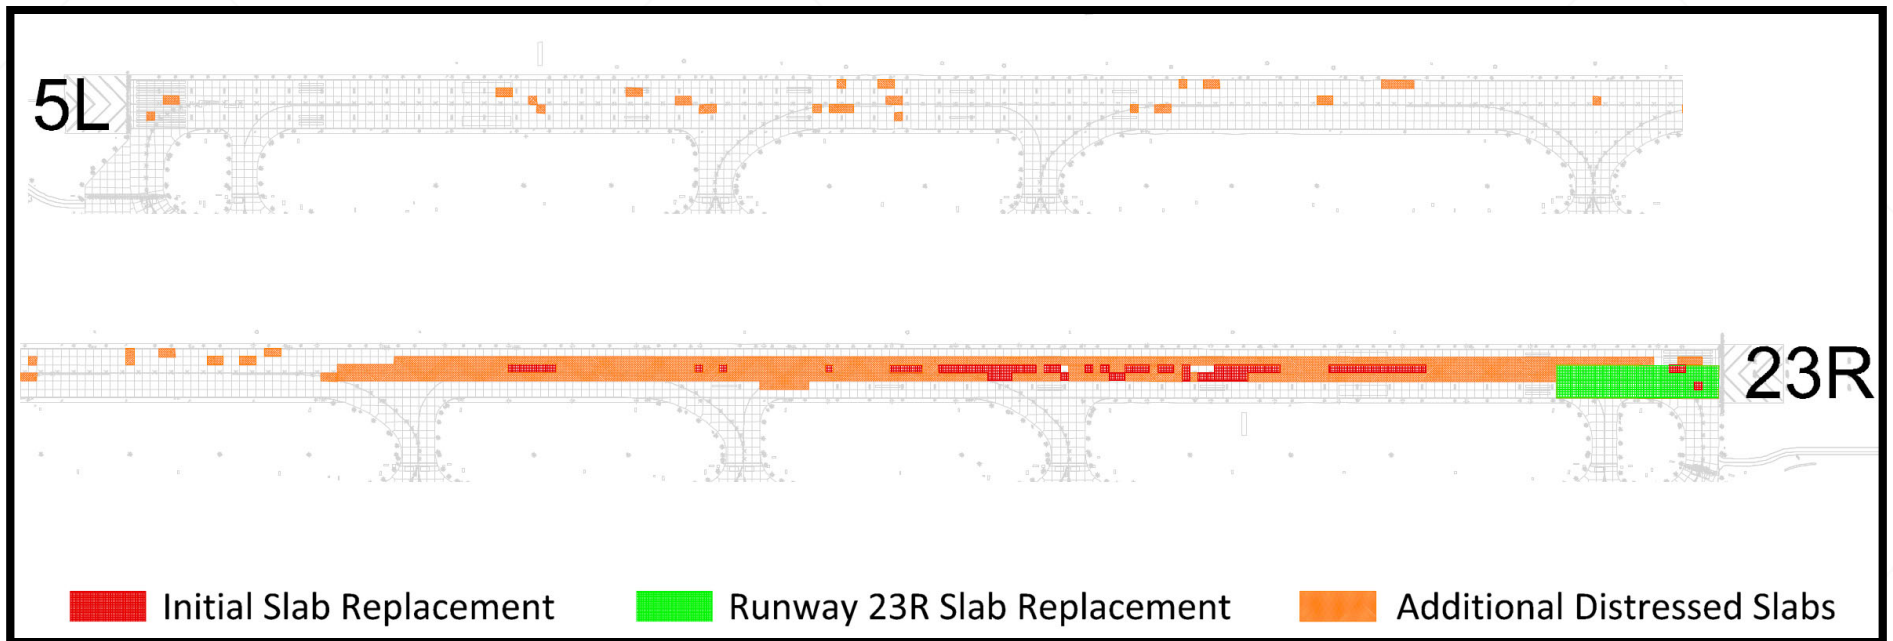 5L
23R
Initial Slab Replacement
Runway 23R Slab Replacement
Additional Distressed Slabs